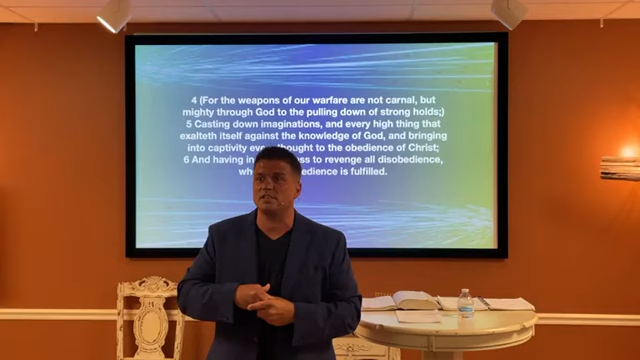 4 (For the weapons of our warfare are not carnal, but
mighty through God to the pulling down of strong holds;)
5 Casting down imaginations, and every high thing that
exalteth itself against the knowledge of God, and bringing
into captivity every thought to the obedience of Christ;
6 And having in to revenge all disobedience,
is fulfilled.